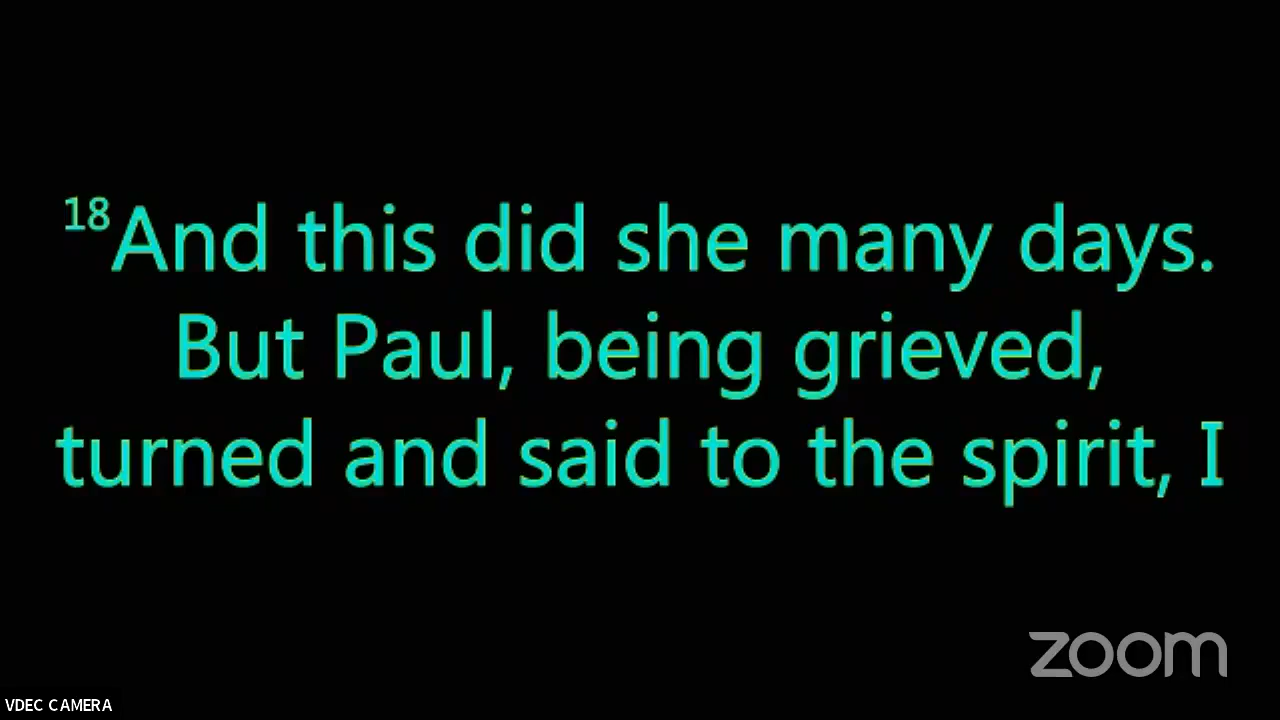 18And this did she many days.
But Paul, being grieved,
turned and said to the spirit, I
zoom
VDEC CAMERA